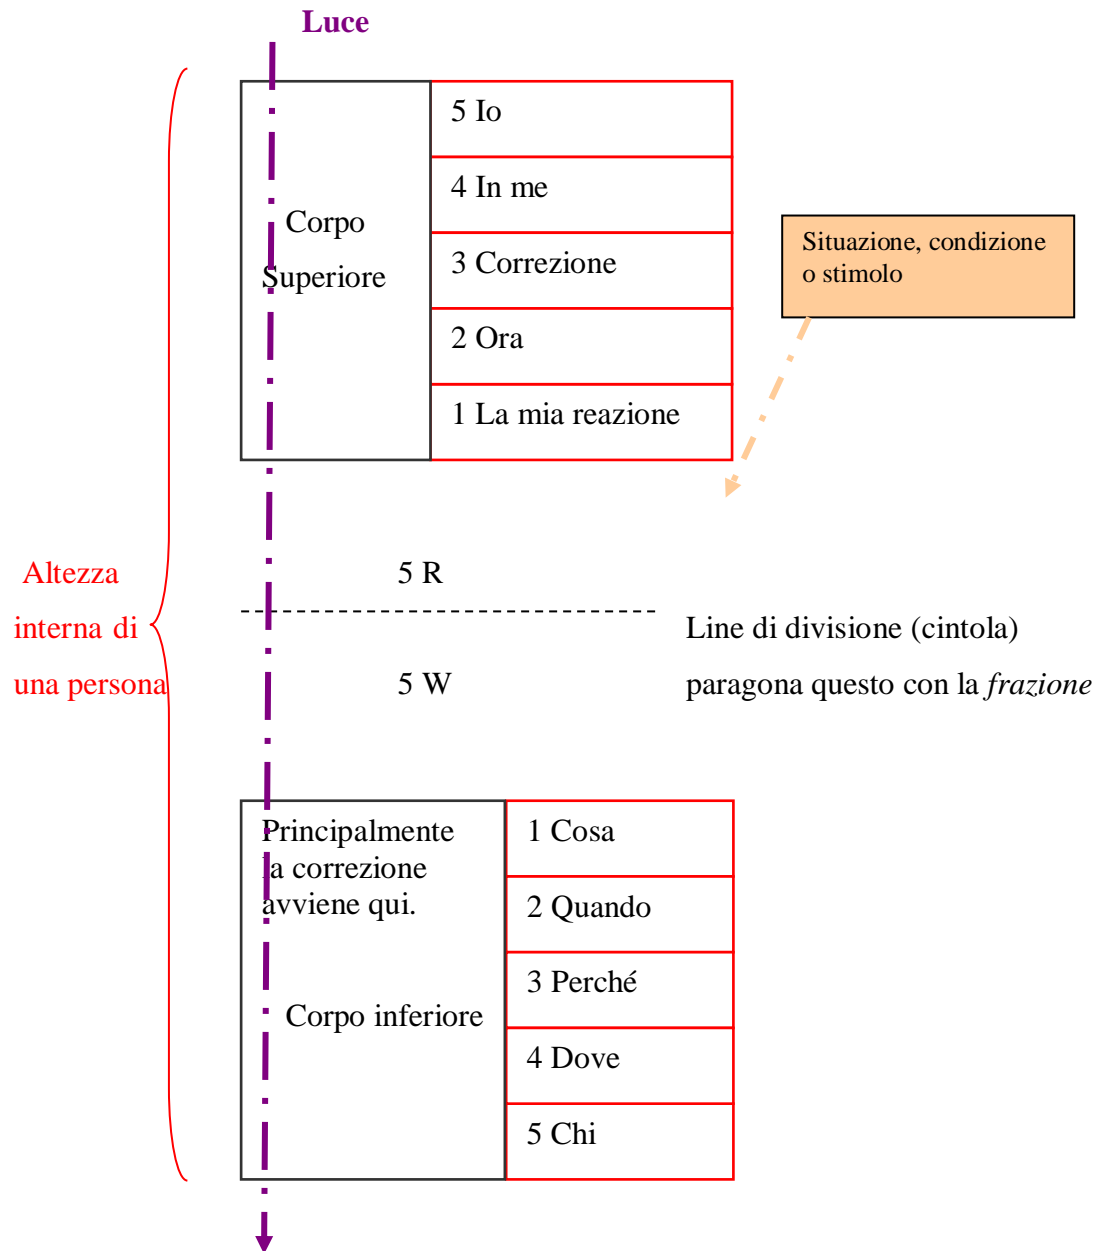 Luce
5 Io
4 In me
Corpo
Superiore
3 Correzione
2 Ora
1 La mia reazione
Situazione, condizione
o stimolo
Altezza
interna di
una persona
5 R
5 W
Line di divisione (cintola)
paragona questo con la frazione
Principalmente
la correzione
avviene qui.
Corpo inferiore
1 Cosa
2 Quando
3 Perché
4 Dove
5 Chi